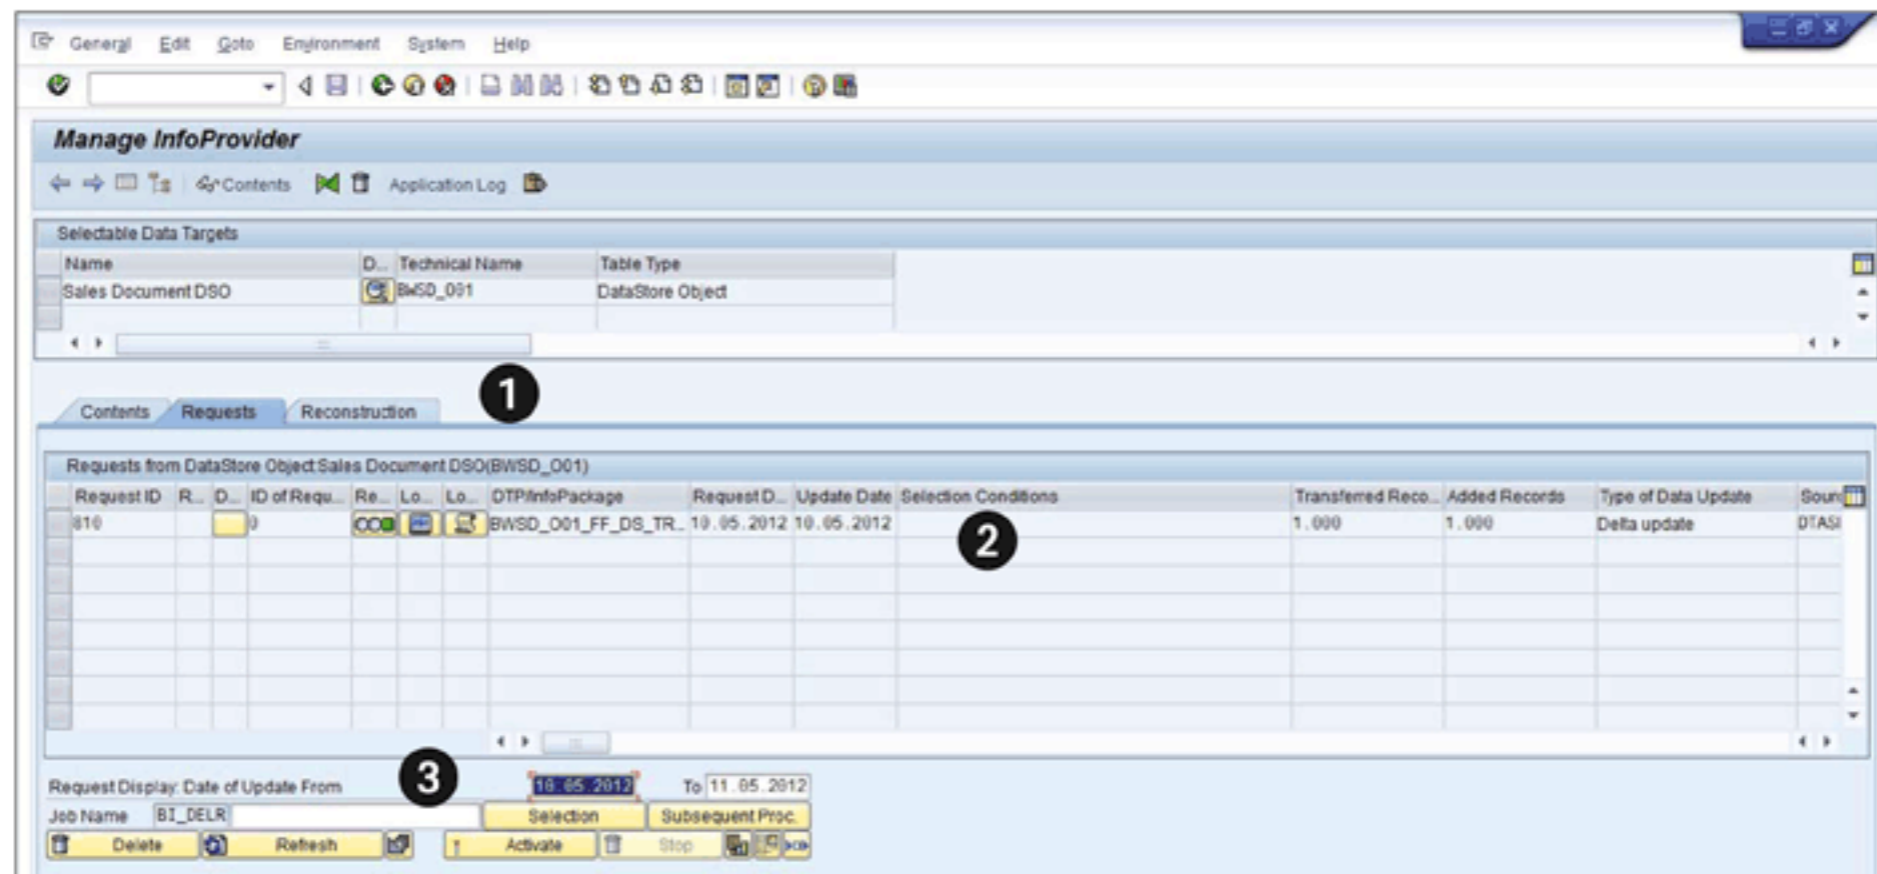 General Edit Goto Environment System Help
Manage InfoProvider
Contents Application Log
Selectable Data Targets
Name D... Technical Name Table Type
Sales Document DSO BWSD_O01 DataStore Object
1
Contents Requests Reconstruction
Requests from DataStore Object:Sales Document DSO(BWSD_O01)
Request ID R... D... ID of Requ... Re... Lo... Lo... DTP/InfoPackage Request D... Update Date Selection Conditions Transferred Reco... Added Records Type of Data Update Sour
810 0 BWSD_O01_FF_DS_TR... 10.05.2012 10.05.2012 1.000 1.000 Delta update DTAS
2
3
Request Display: Date of Update From 10.05.2012 To 11.05.2012
Job Name BI_DELR Selection Subsequent Proc.
Delete Refresh Activate Stop